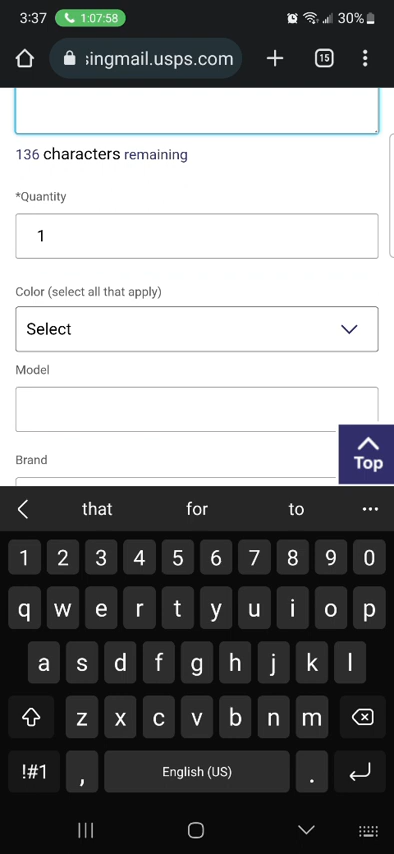 3:37 1:07:58 30%
singmail.usps.com + 15
136 characters remaining
*Quantity
1
Color (select all that apply)
Select
Model
Top
Brand
that for to ...
1 2 3 4 5 6 7 8 9 0
q w e r t y u i o p
a s d f g h j k l
z x c v b n m
!#1 , English (US) .